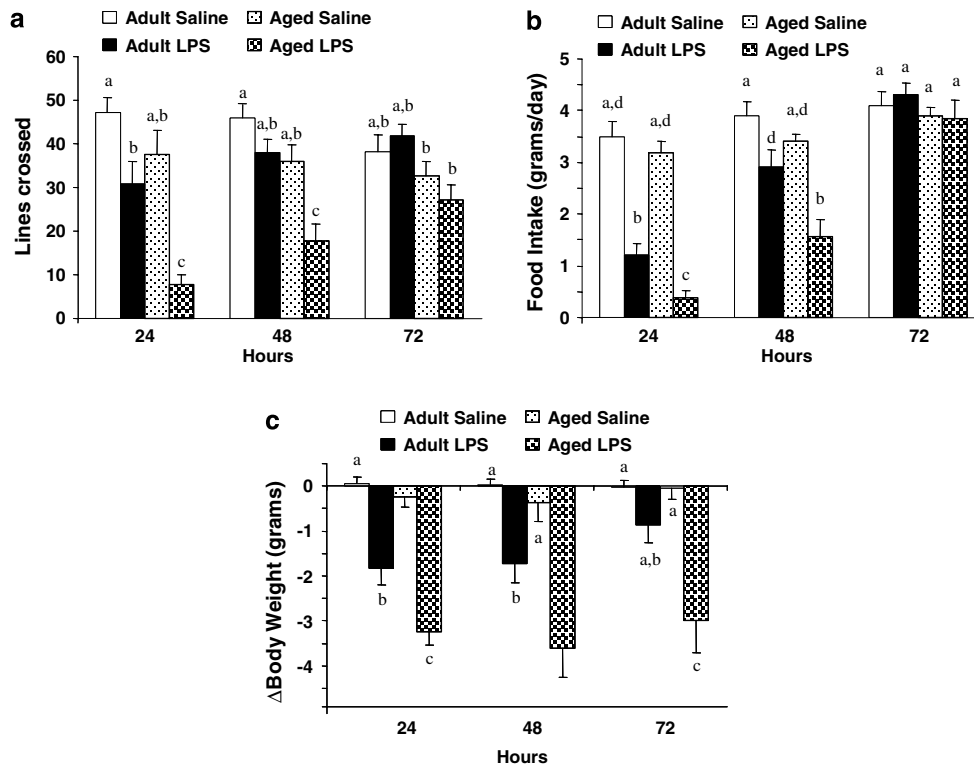 a
Adult Saline Aged Saline
Adult LPS Aged LPS
60
50
40
30
20
10
0
Lines crossed
a b a,b c
a a,b a,b c
a,b a,b b b
24 48 72
Hours
b
Adult Saline Aged Saline
Adult LPS Aged LPS
5
4
3
2
1
0
Food Intake (grams/day)
a,d b a,d c
a d a,d b
a a a a
24 48 72
Hours
c
Adult Saline Aged Saline
Adult LPS Aged LPS
0
-1
-2
-3
-4
ΔBody Weight (grams)
a a a
b c
b a
a,b a c
24 48 72
Hours